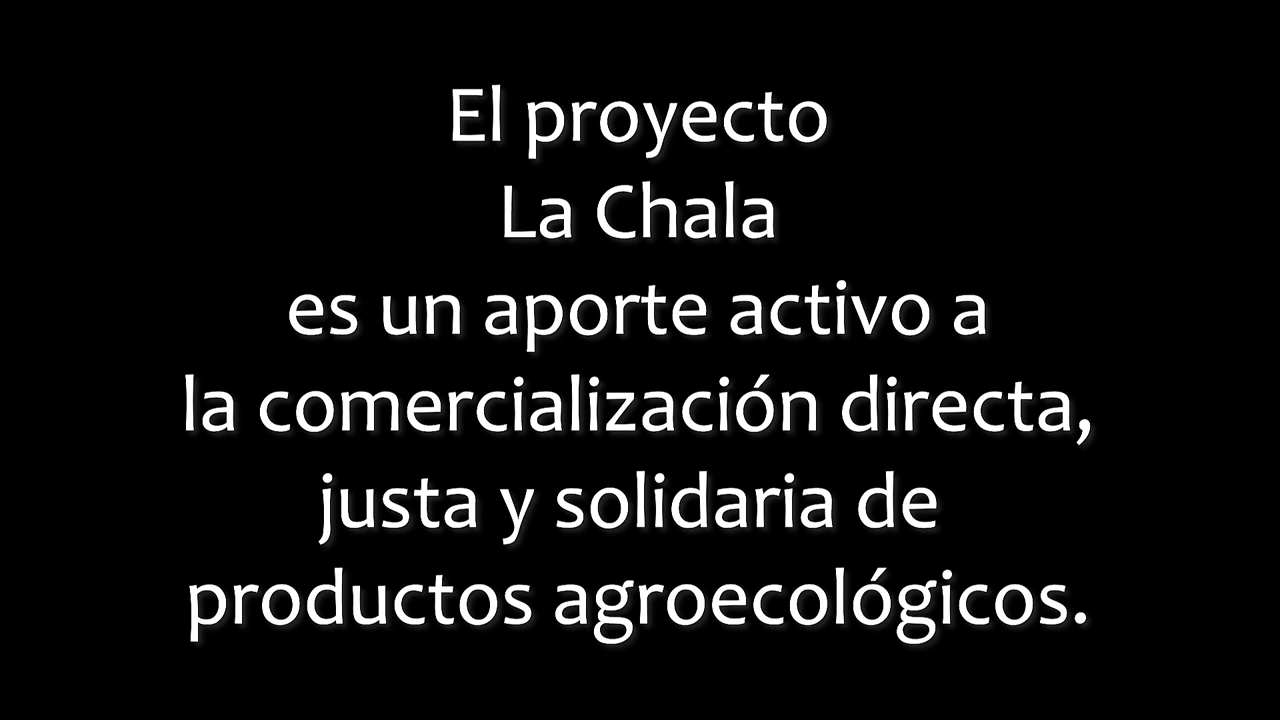 El proyecto
La Chala
es un aporte activo a
la comercialización directa,
justa y solidaria de
productos agroecológicos.